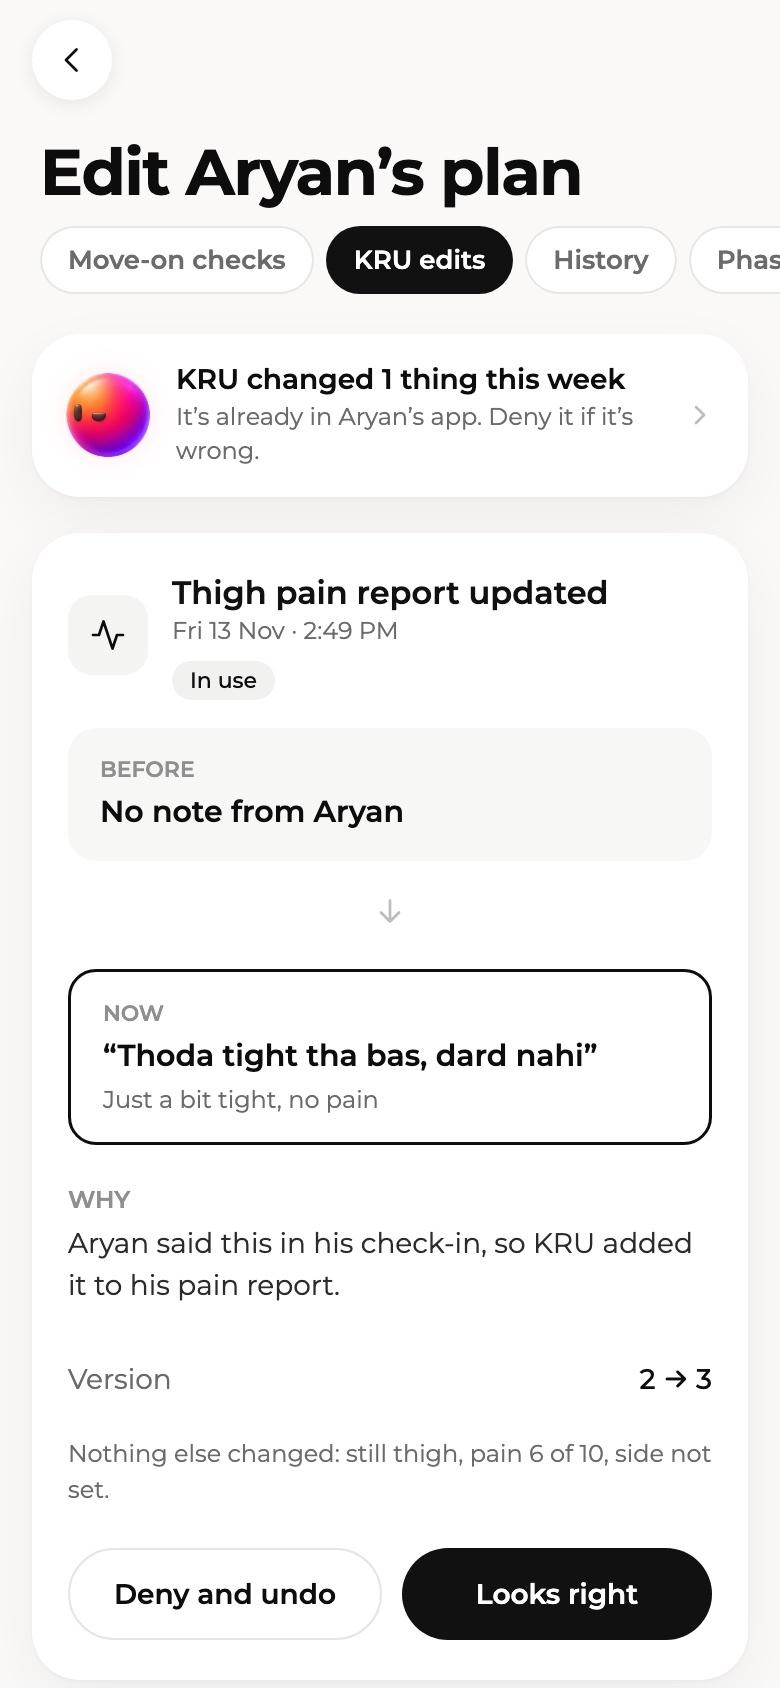 Edit Aryan’s plan
Move-on checks
KRU edits
History
Phas
KRU changed 1 thing this week
It’s already in Aryan’s app. Deny it if it’s
wrong.
Thigh pain report updated
Fri 13 Nov · 2:49 PM
In use
BEFORE
No note from Aryan
NOW
“Thoda tight tha bas, dard nahi”
Just a bit tight, no pain
WHY
Aryan said this in his check-in, so KRU added
it to his pain report.
Version 2 → 3
Nothing else changed: still thigh, pain 6 of 10, side not
set.
Deny and undo
Looks right